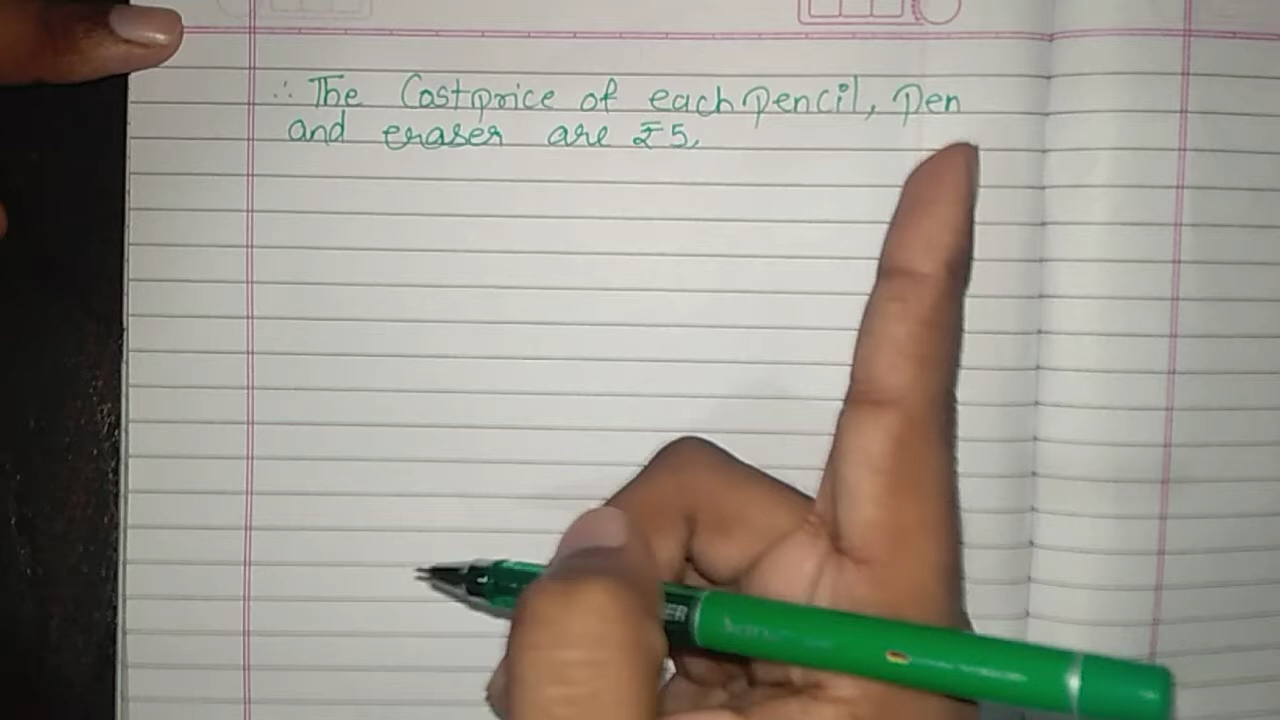 ∴ The Cost price of each pencil, pen
and eraser are ₹5.